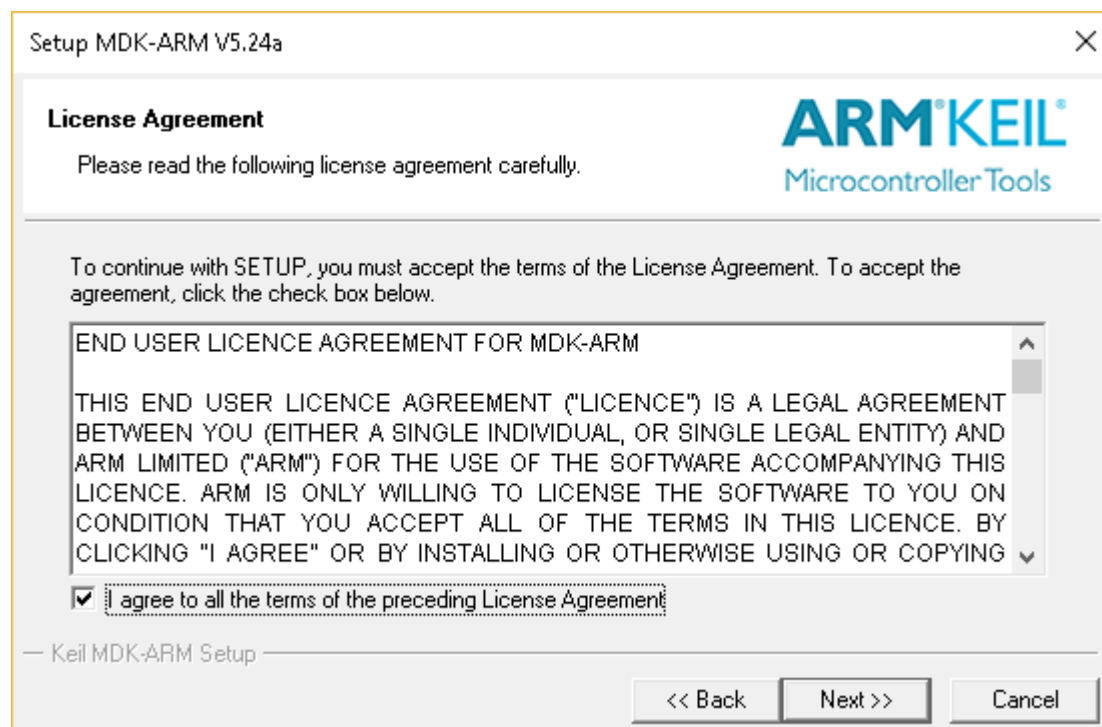 Setup MDK-ARM V5.24a
License Agreement
Please read the following license agreement carefully.
ARM®KEIL®
Microcontroller Tools
To continue with SETUP, you must accept the terms of the License Agreement. To accept the
agreement, click the check box below.
END USER LICENCE AGREEMENT FOR MDK-ARM
THIS END USER LICENCE AGREEMENT ("LICENCE") IS A LEGAL AGREEMENT
BETWEEN YOU (EITHER A SINGLE INDIVIDUAL, OR SINGLE LEGAL ENTITY) AND
ARM LIMITED ("ARM") FOR THE USE OF THE SOFTWARE ACCOMPANYING THIS
LICENCE. ARM IS ONLY WILLING TO LICENSE THE SOFTWARE TO YOU ON
CONDITION THAT YOU ACCEPT ALL OF THE TERMS IN THIS LICENCE. BY
CLICKING "I AGREE" OR BY INSTALLING OR OTHERWISE USING OR COPYING
I agree to all the terms of the preceding License Agreement
Keil MDK-ARM Setup
<< Back
Next >>
Cancel